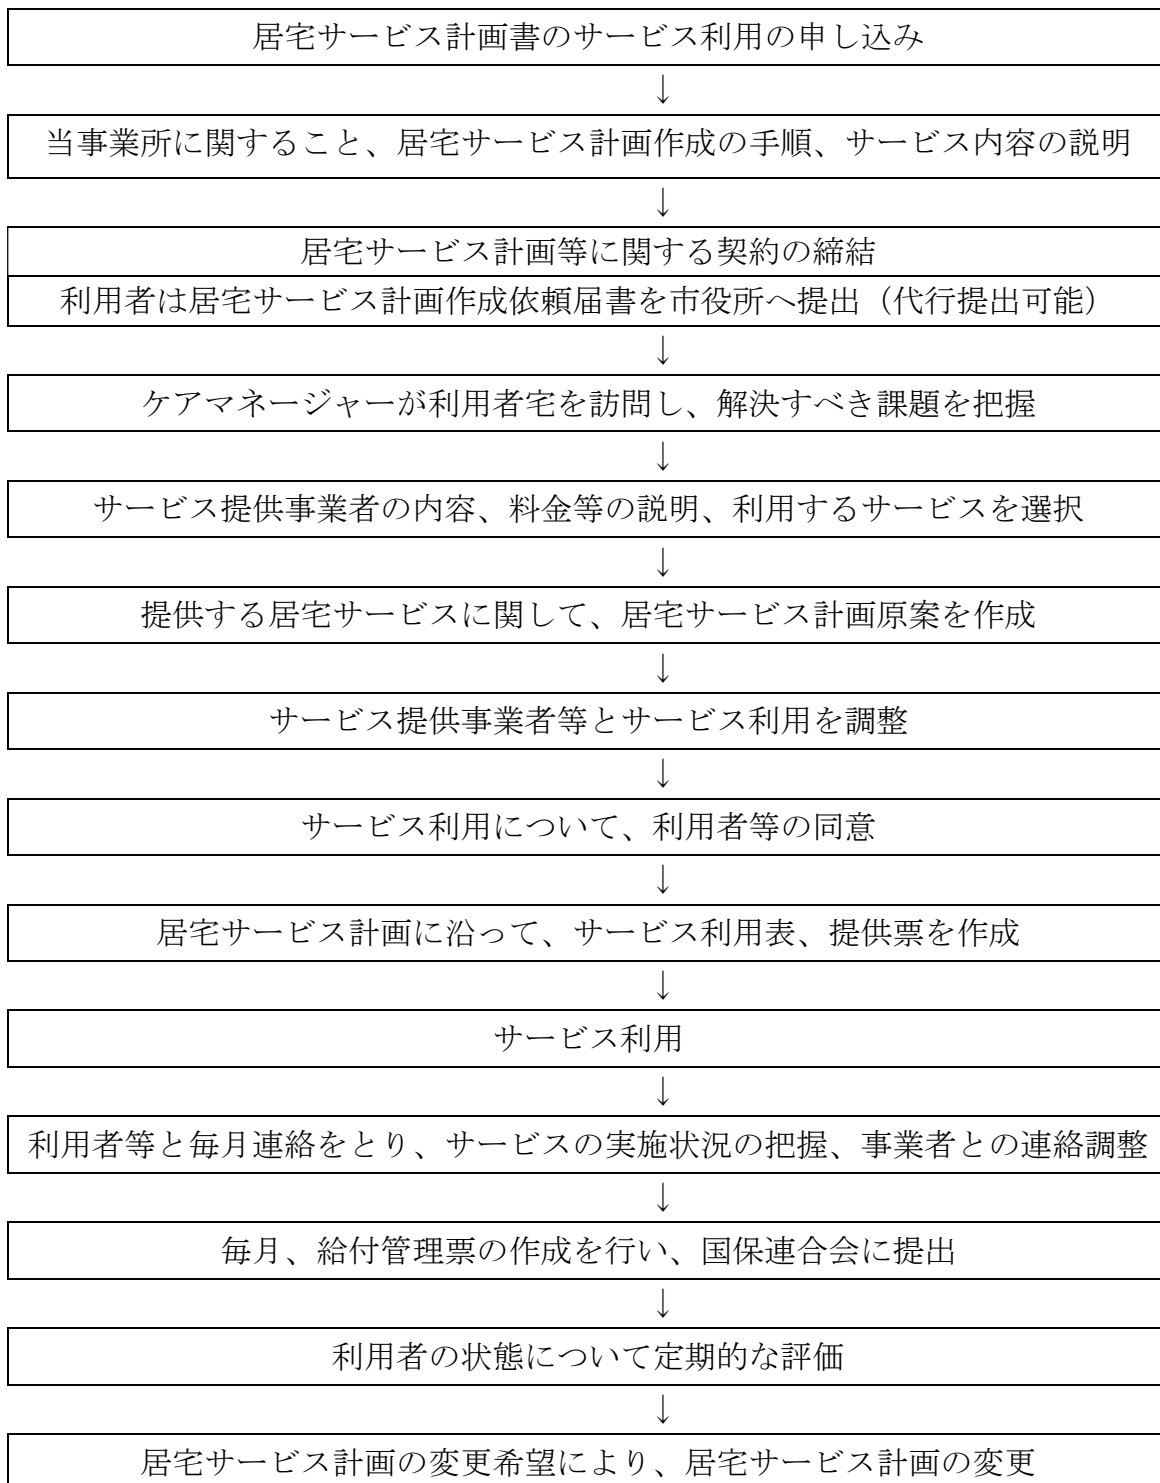 居宅サービス計画書のサービス利用の申し込み
↓
当事業所に関すること、居宅サービス計画作成の手順、サービス内容の説明
↓
居宅サービス計画等に関する契約の締結
利用者は居宅サービス計画作成依頼届書を市役所へ提出（代行提出可能）
↓
ケアマネージャーが利用者宅を訪問し、解決すべき課題を把握
↓
サービス提供事業者の内容、料金等の説明、利用するサービスを選択
↓
提供する居宅サービスに関して、居宅サービス計画原案を作成
↓
サービス提供事業者等とサービス利用を調整
↓
サービス利用について、利用者等の同意
↓
居宅サービス計画に沿って、サービス利用表、提供票を作成
↓
サービス利用
↓
利用者等と毎月連絡をとり、サービスの実施状況の把握、事業者との連絡調整
↓
毎月、給付管理票の作成を行い、国保連合会に提出
↓
利用者の状態について定期的な評価
↓
居宅サービス計画の変更希望により、居宅サービス計画の変更